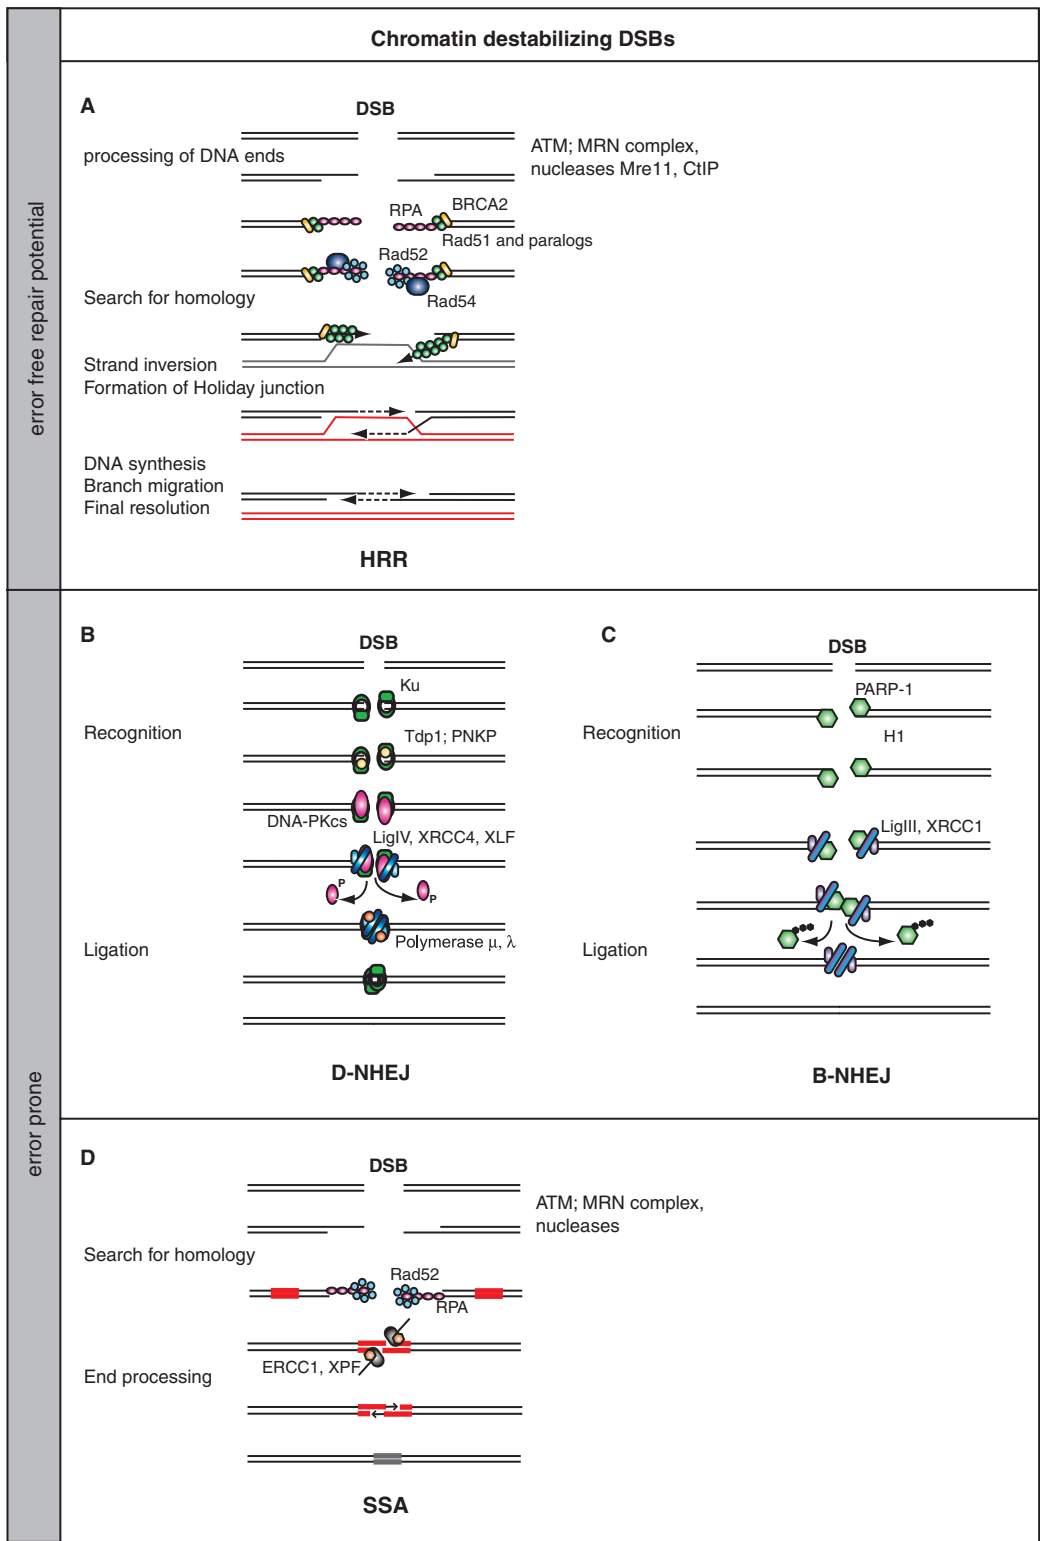 Chromatin destabilizing DSBs
error free repair potential
A
DSB
processing of DNA ends
ATM; MRN complex,
nucleases Mre11, CtIP
RPA
BRCA2
Rad51 and paralogs
Rad52
Search for homology
Rad54
Strand inversion
Formation of Holiday junction
DNA synthesis
Branch migration
Final resolution
HRR
error prone
B
DSB
Ku
Recognition
Tdp1; PNKP
DNA-PKcs
LigIV, XRCC4, XLF
P
P
Ligation
Polymerase μ, λ
D-NHEJ
C
DSB
PARP-1
Recognition
H1
LigIII, XRCC1
Ligation
B-NHEJ
D
DSB
ATM; MRN complex,
nucleases
Search for homology
Rad52
RPA
ERCC1, XPF
End processing
SSA